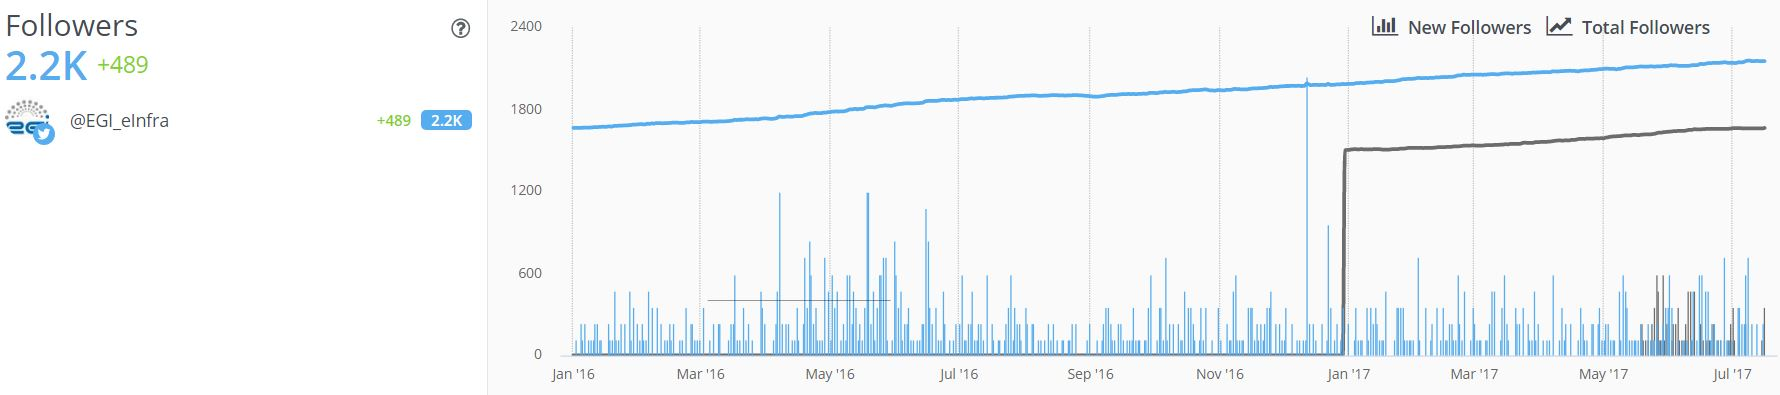 Followers
2.2K +489
@EGI_eInfra +489 2.2K
New Followers Total Followers
2400
1800
1200
600
0
Jan '16 Mar '16 May '16 Jul '16 Sep '16 Nov '16 Jan '17 Mar '17 May '17 Jul '17